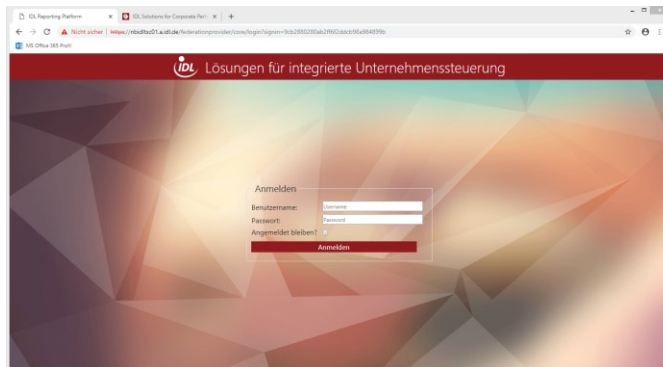 IDL Reporting Platform
IDL Solutions for Corporate Perf
Nicht sicher
MS Office 365 Profil
iDL Lösungen für integrierte Unternehmenssteuerung
Anmelden
Benutzername:
Username
Passwort:
Password
Angemeldet bleiben?
Anmelden